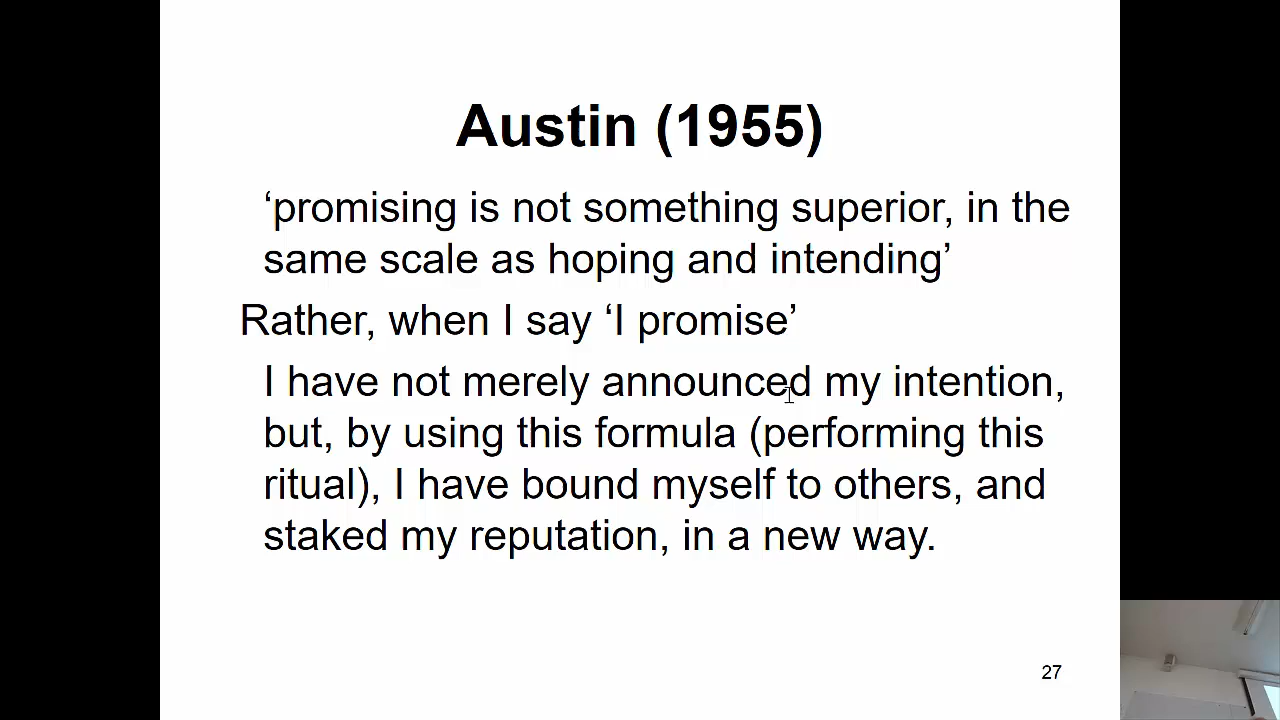 Austin (1955)
‘promising is not something superior, in the
same scale as hoping and intending’
Rather, when I say ‘I promise’
I have not merely announced my intention,
but, by using this formula (performing this
ritual), I have bound myself to others, and
staked my reputation, in a new way.
27